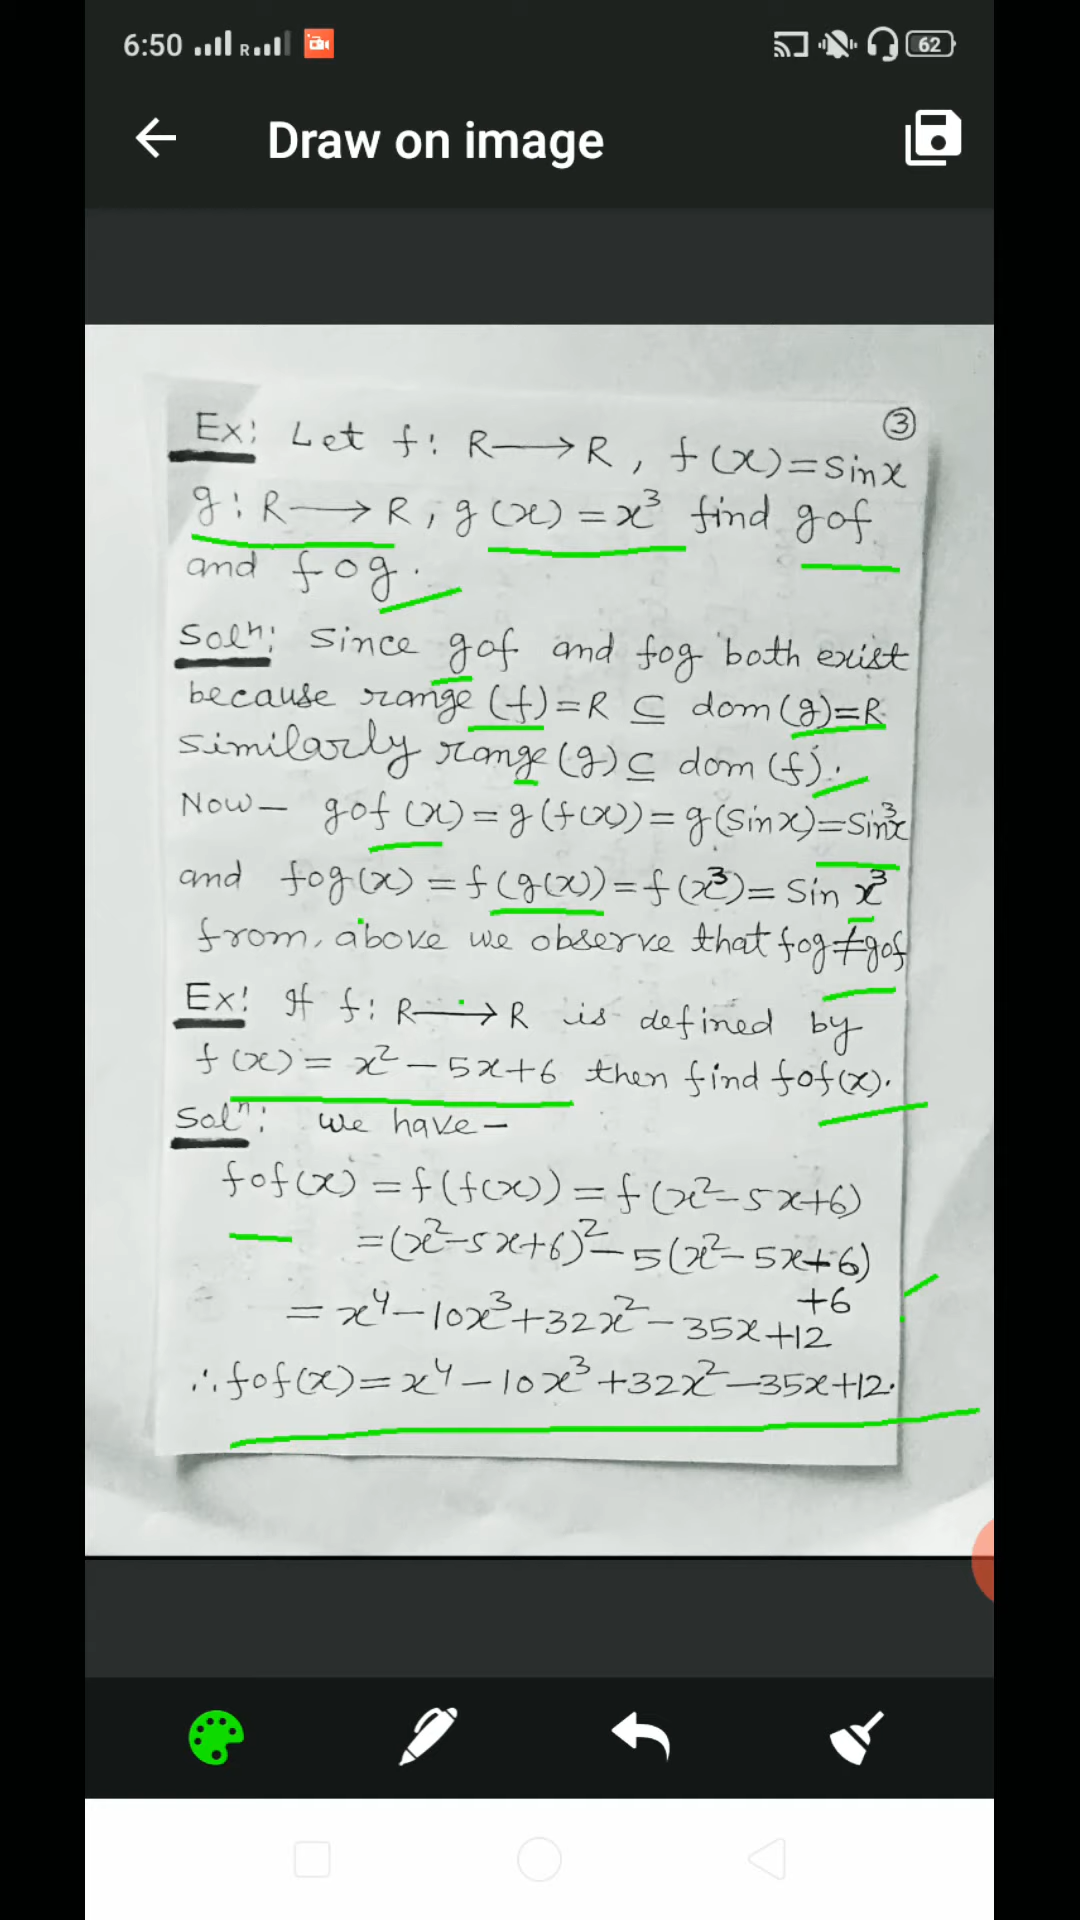 6:50 R 62
Draw on image
3
Ex: Let f: R⟶R, f(x)=Sinx
g: R⟶R, g(x)=x³ find gof
and fog.
Solⁿ: Since gof and fog both exist
because range (f)=R ⊆ dom(g)=R
similarly range(g)⊆ dom(f).
Now— gof(x)=g(f(x))=g(Sinx)=Sin³x
and fog(x)=f(g(x))=f(x³)=Sin x³
from, above we observe that fog≠gof
Ex: If f: R⟶R is defined by
f(x)= x²-5x+6 then find fof(x).
Solⁿ: we have—
fof(x)=f(f(x))=f(x²-5x+6)
=(x²-5x+6)²-5(x²-5x+6)
+6
= x⁴-10x³+32x²-35x+12
∴fof(x)=x⁴-10x³+32x²-35x+12.